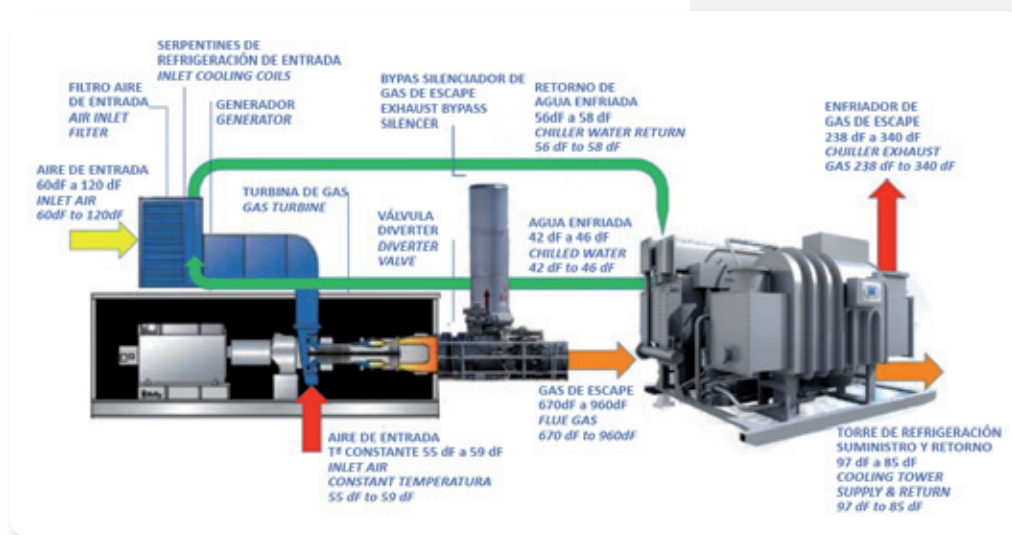 SERPENTINES DE
REFRIGERACIÓN DE ENTRADA
INLET COOLING COILS
FILTRO AIRE
DE ENTRADA
AIR INLET
FILTER
GENERADOR
GENERATOR
BYPAS SILENCIADOR DE
GAS DE ESCAPE
EXHAUST BYPASS
SILENCER
RETORNO DE
AGUA ENFRIADA
56dF a 58 dF
CHILLER WATER RETURN
56 dF to 58 dF
ENFRIADOR DE
GAS DE ESCAPE
238 dF a 340 dF
CHJILLER EXHAUST
GAS 238 dF to 340 dF
AIRE DE ENTRADA
60dF a 120 dF
INLET AIR
60dF to 120dF
TURBINA DE GAS
GAS TURBINE
VÁLVULA
DIVERTER
DIVERTER
VALVE
AGUA ENFRIADA
42 dF a 46 dF
CHILLED WATER
42 dF to 46 dF
GAS DE ESCAPE
670dF a 960dF
FLUE GAS
670 dF to 960dF
AIRE DE ENTRADA
Tª CONSTANTE 55 dF a 59 dF
INLET AIR
CONSTANT TEMPERATURA
55 dF to 59 dF
TORRE DE REFRIGERACIÓN
SUMINISTRO Y RETORNO
97 dF a 85 dF
COOLING TOWER
SUPPLY & RETURN
97 dF to 85 dF